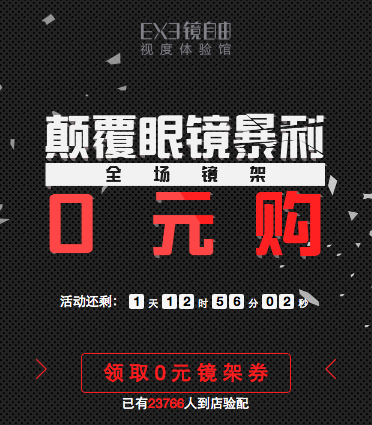 EX3镜自由
视度体验馆
颠覆眼镜暴利
全场镜架
0元购
活动还剩：1天12时56分02秒
领取0元镜架券
已有23766人到店验配